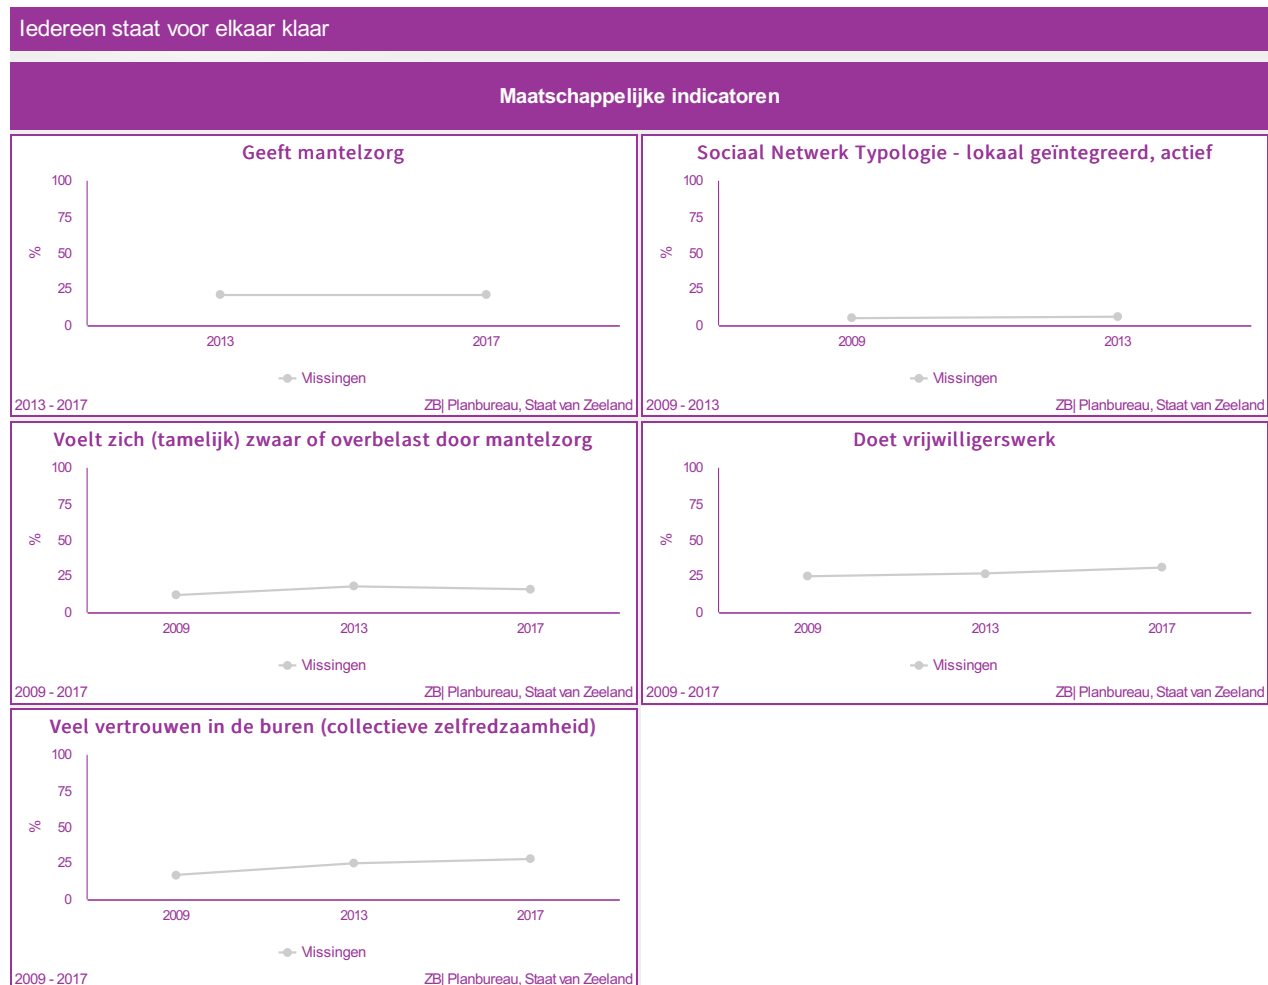 Iedereen staat voor elkaar klaar
Maatschappelijke indicatoren
Geeft mantelzorg
100
75
50
25
0
%
2013 2017
Vlissingen
2013 - 2017 ZB| Planbureau, Staat van Zeeland
Sociaal Netwerk Typologie - lokaal geïntegreerd, actief
100
75
50
25
0
%
2009 2013
Vlissingen
2009 - 2013 ZB| Planbureau, Staat van Zeeland
Voelt zich (tamelijk) zwaar of overbelast door mantelzorg
100
75
50
25
0
%
2009 2013 2017
Vlissingen
2009 - 2017 ZB| Planbureau, Staat van Zeeland
Doet vrijwilligerswerk
100
75
50
25
0
%
2009 2013 2017
Vlissingen
2009 - 2017 ZB| Planbureau, Staat van Zeeland
Veel vertrouwen in de buren (collectieve zelfredzaamheid)
100
75
50
25
0
%
2009 2013 2017
Vlissingen
2009 - 2017 ZB| Planbureau, Staat van Zeeland